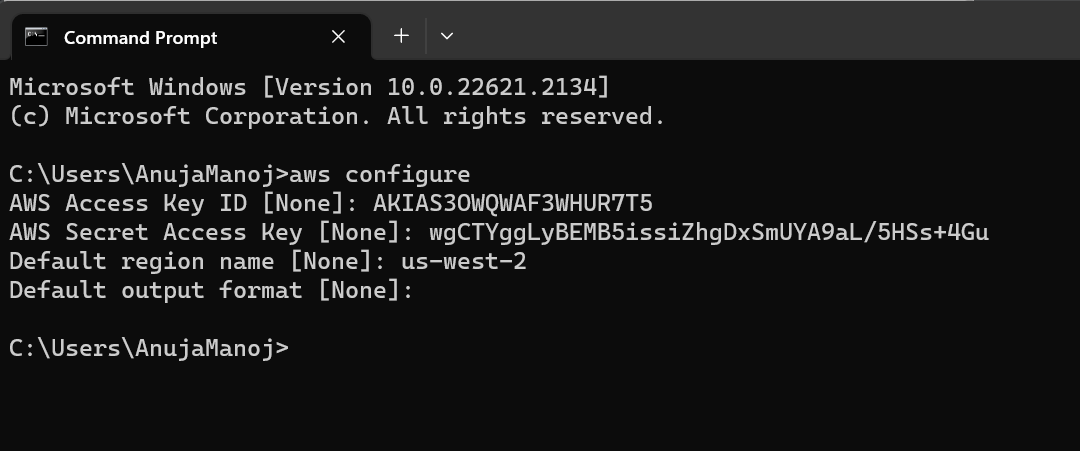 Command Prompt
Microsoft Windows [Version 10.0.22621.2134]
(c) Microsoft Corporation. All rights reserved.
C:\Users\AnujaManoj>aws configure
AWS Access Key ID [None]: AKIAS3OWQWAF3WHUR7T5
AWS Secret Access Key [None]: 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
Default region name [None]: us-west-2
Default output format [None]:
C:\Users\AnujaManoj>